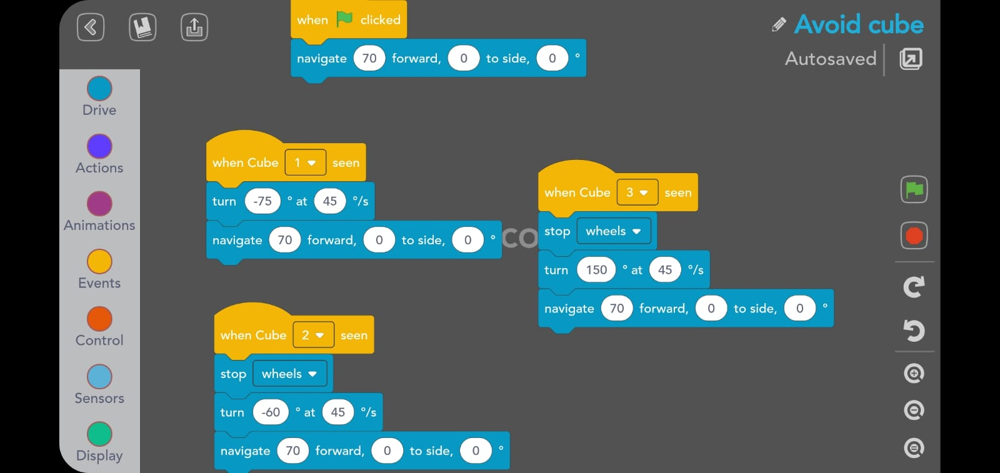 when clicked
navigate 70 forward, 0 to side, 0 °
Avoid cube
Autosaved
Drive
Actions
Animations
Events
Control
Sensors
Display
when Cube 1 seen
turn -75 ° at 45 °/s
navigate 70 forward, 0 to side, 0 °
when Cube 2 seen
stop wheels
turn -60 ° at 45 °/s
navigate 70 forward, 0 to side, 0 °
co
when Cube 3 seen
stop wheels
turn 150 ° at 45 °/s
navigate 70 forward, 0 to side, 0 °